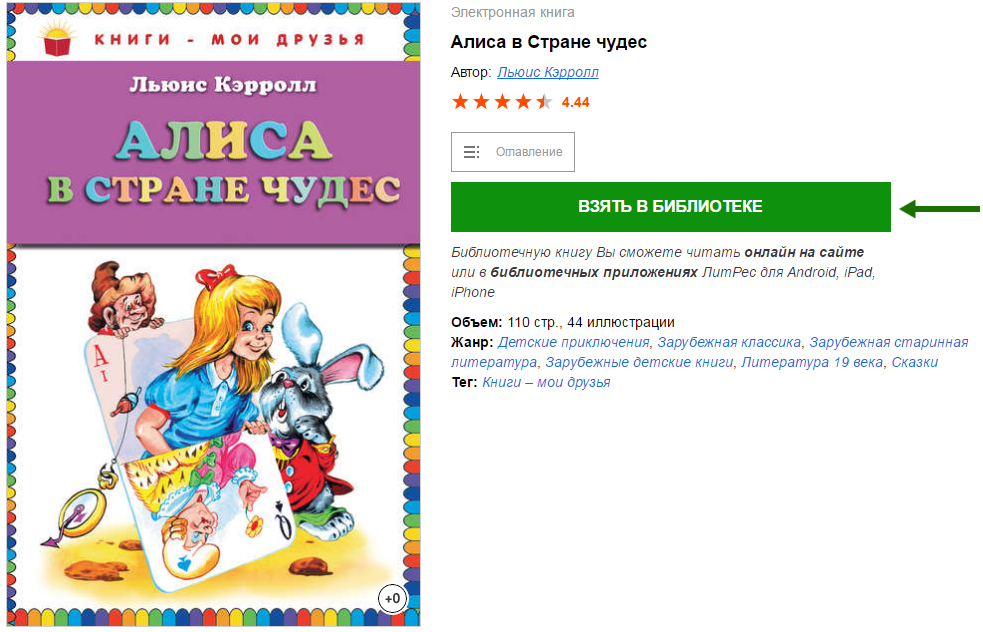 КНИГИ - МОИ ДРУЗЬЯ
Льюис Кэрролл
АЛИСА
В СТРАНЕ ЧУДЕС
А
1
Q
+0
Электронная книга
Алиса в Стране чудес
Автор: Льюис Кэрролл
4.44
Оглавление
ВЗЯТЬ В БИБЛИОТЕКЕ
Библиотечную книгу Вы сможете читать онлайн на сайте
или в библиотечных приложениях ЛитРес для Android, iPad,
iPhone
Объем: 110 стр., 44 иллюстрации
Жанр: Детские приключения, Зарубежная классика, Зарубежная старинная
литература, Зарубежные детские книги, Литература 19 века, Сказки
Тег: Книги – мои друзья